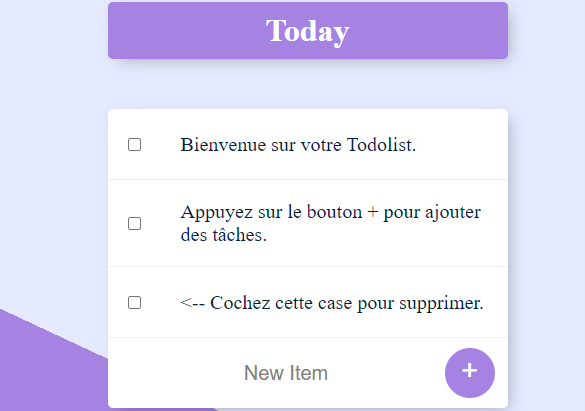 Today
Bienvenue sur votre Todolist.
Appuyez sur le bouton + pour ajouter
des tâches.
<-- Cochez cette case pour supprimer.
New Item +